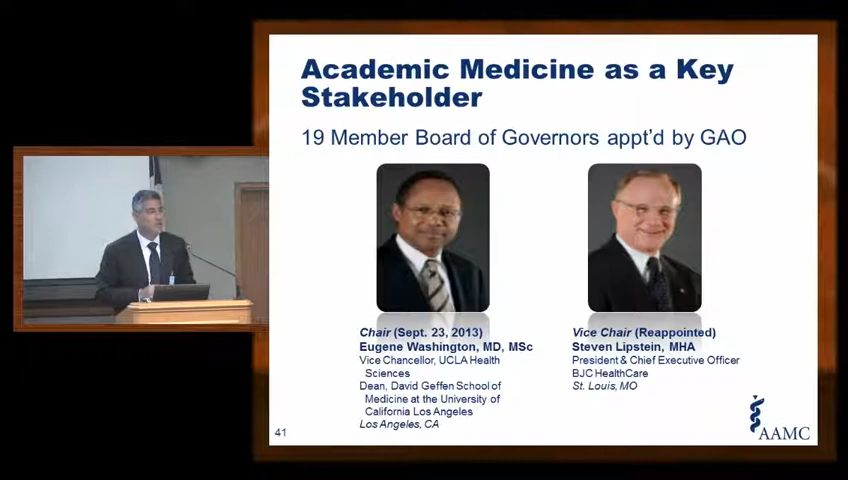 Academic Medicine as a Key
Stakeholder
19 Member Board of Governors appt'd by GAO
Chair (Sept. 23, 2013)
Eugene Washington, MD, MSc
Vice Chancellor, UCLA Health
Sciences
Dean, David Geffen School of
Medicine at the University of
California Los Angeles
Los Angeles, CA
Vice Chair (Reappointed)
Steven Lipstein, MHA
President & Chief Executive Officer
BJC HealthCare
St. Louis, MO
41
AAMC